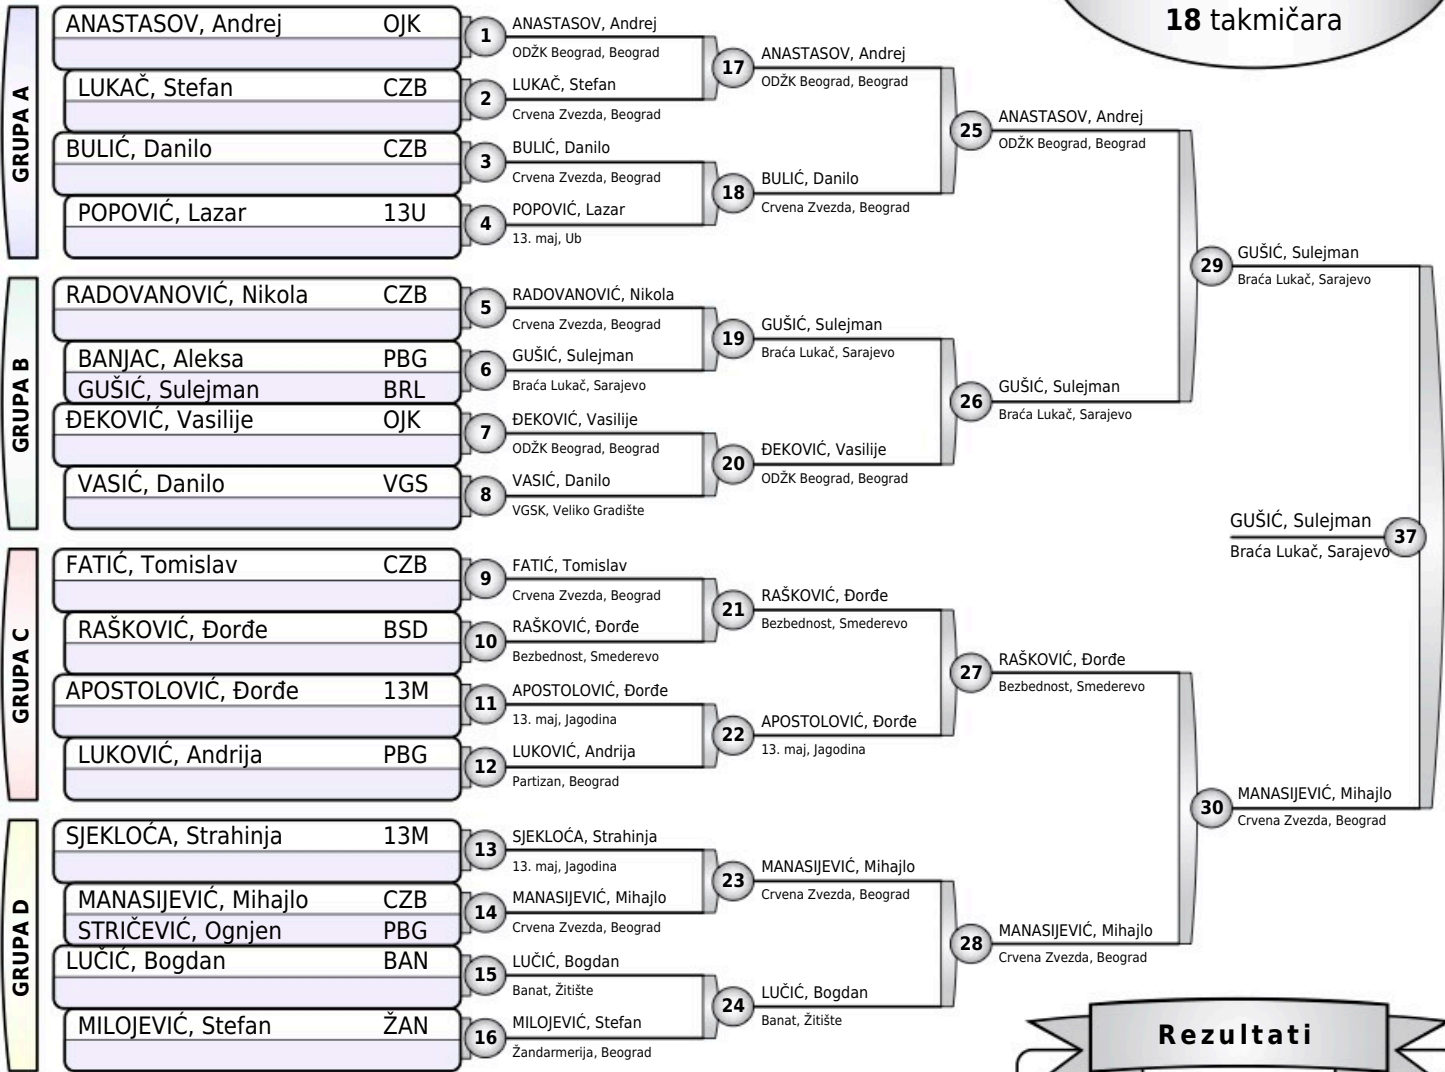 18 takmičara
GRUPA A
ANASTASOV, Andrej OJK
LUKAČ, Stefan CZB
BULIĆ, Danilo CZB
POPOVIĆ, Lazar 13U
GRUPA B
RADOVANOVIĆ, Nikola CZB
BANJAC, Aleksa PBG
GUŠIĆ, Sulejman BRL
ĐEKOVIĆ, Vasilije OJK
VASIĆ, Danilo VGS
GRUPA C
FATIĆ, Tomislav CZB
RAŠKOVIĆ, Đorđe BSD
APOSTOLOVIĆ, Đorđe 13M
LUKOVIĆ, Andrija PBG
GRUPA D
SJEKLOĆA, Strahinja 13M
MANASIJEVIĆ, Mihajlo CZB
STRIČEVIĆ, Ognjen PBG
LUČIĆ, Bogdan BAN
MILOJEVIĆ, Stefan ŽAN
1 ANASTASOV, Andrej
ODŽK Beograd, Beograd
2 LUKAČ, Stefan
Crvena Zvezda, Beograd
3 BULIĆ, Danilo
Crvena Zvezda, Beograd
4 POPOVIĆ, Lazar
13. maj, Ub
5 RADOVANOVIĆ, Nikola
Crvena Zvezda, Beograd
6 GUŠIĆ, Sulejman
Braća Lukač, Sarajevo
7 ĐEKOVIĆ, Vasilije
ODŽK Beograd, Beograd
8 VASIĆ, Danilo
VGSK, Veliko Gradište
9 FATIĆ, Tomislav
Crvena Zvezda, Beograd
10 RAŠKOVIĆ, Đorđe
Bezbednost, Smederevo
11 APOSTOLOVIĆ, Đorđe
13. maj, Jagodina
12 LUKOVIĆ, Andrija
Partizan, Beograd
13 SJEKLOĆA, Strahinja
13. maj, Jagodina
14 MANASIJEVIĆ, Mihajlo
Crvena Zvezda, Beograd
15 LUČIĆ, Bogdan
Banat, Žitište
16 MILOJEVIĆ, Stefan
Žandarmerija, Beograd
17 ANASTASOV, Andrej
ODŽK Beograd, Beograd
18 BULIĆ, Danilo
Crvena Zvezda, Beograd
19 GUŠIĆ, Sulejman
Braća Lukač, Sarajevo
20 ĐEKOVIĆ, Vasilije
ODŽK Beograd, Beograd
21 RAŠKOVIĆ, Đorđe
Bezbednost, Smederevo
22 APOSTOLOVIĆ, Đorđe
13. maj, Jagodina
23 MANASIJEVIĆ, Mihajlo
Crvena Zvezda, Beograd
24 LUČIĆ, Bogdan
Banat, Žitište
25 ANASTASOV, Andrej
ODŽK Beograd, Beograd
26 GUŠIĆ, Sulejman
Braća Lukač, Sarajevo
27 RAŠKOVIĆ, Đorđe
Bezbednost, Smederevo
28 MANASIJEVIĆ, Mihajlo
Crvena Zvezda, Beograd
29 GUŠIĆ, Sulejman
Braća Lukač, Sarajevo
30 MANASIJEVIĆ, Mihajlo
Crvena Zvezda, Beograd
GUŠIĆ, Sulejman 37
Braća Lukač, Sarajevo
Rezultati